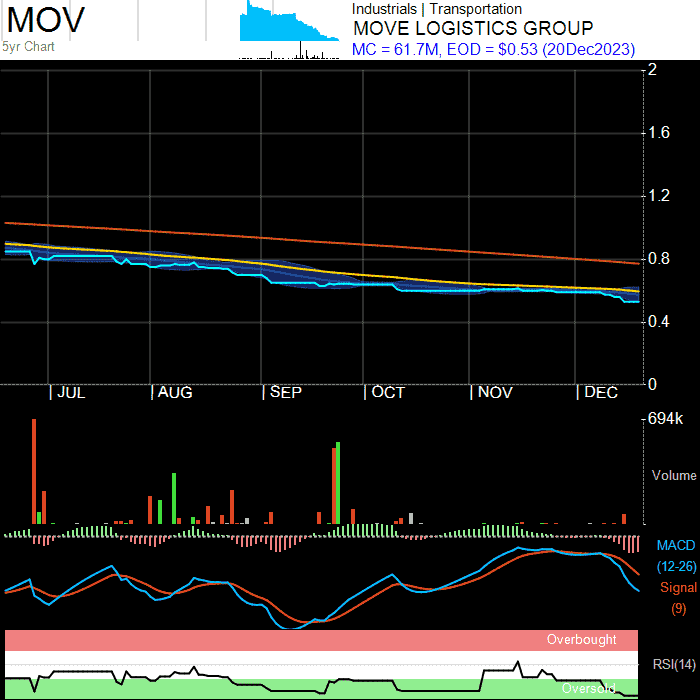 MOV
5yr Chart
Industrials | Transportation
MOVE LOGISTICS GROUP
MC = 61.7M, EOD = $0.53 (20Dec2023)
2
1.6
1.2
0.8
0.4
0
| JUL | AUG | SEP | OCT | NOV | DEC
694k
Volume
MACD
(12-26)
Signal
(9)
Overbought
RSI(14)
Oversold